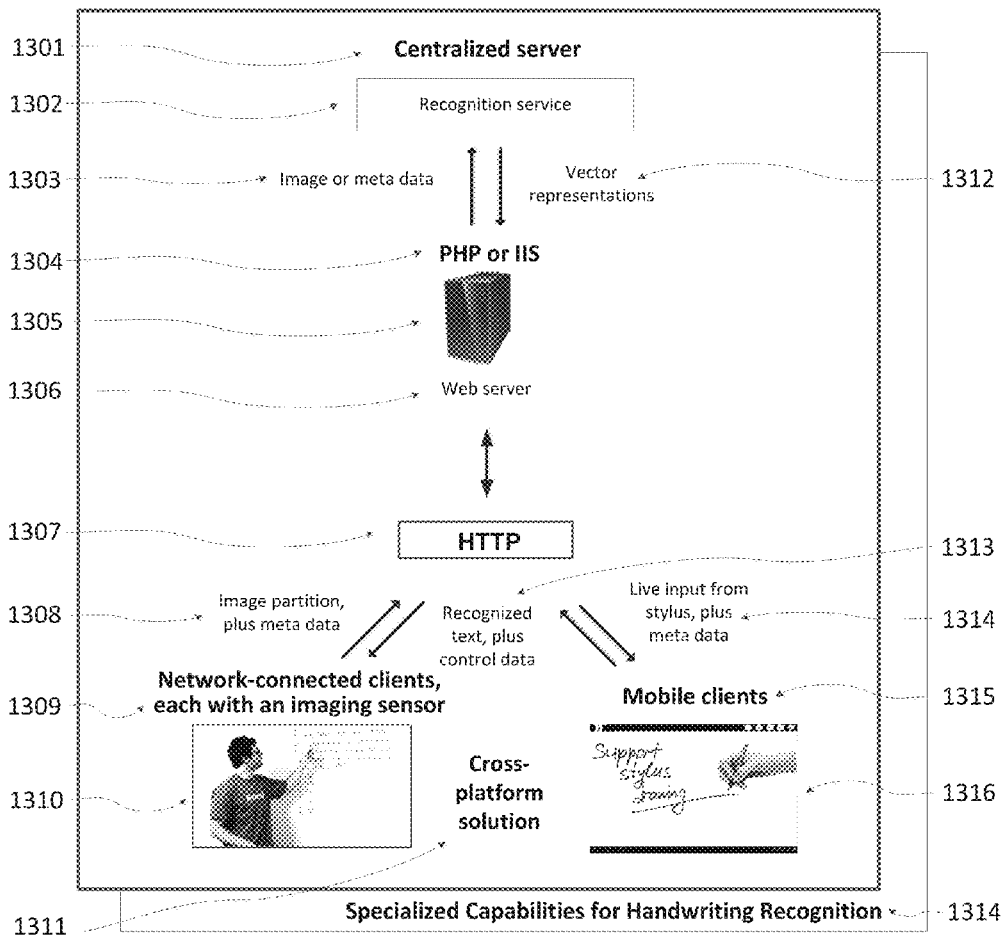 1301
Centralized server
1302
Recognition service
1303
Image or meta data
Vector
representations
1312
1304
PHP or IIS
1305
1306
Web server
1307
HTTP
1313
1308
Image partition,
plus meta data
Recognized
text, plus
control data
Live input from
stylus, plus
meta data
1314
Network-connected clients,
each with an imaging sensor
1309
Mobile clients
1315
1310
Cross-
platform
solution
Support
stylus
1316
1311
Specialized Capabilities for Handwriting Recognition
1314